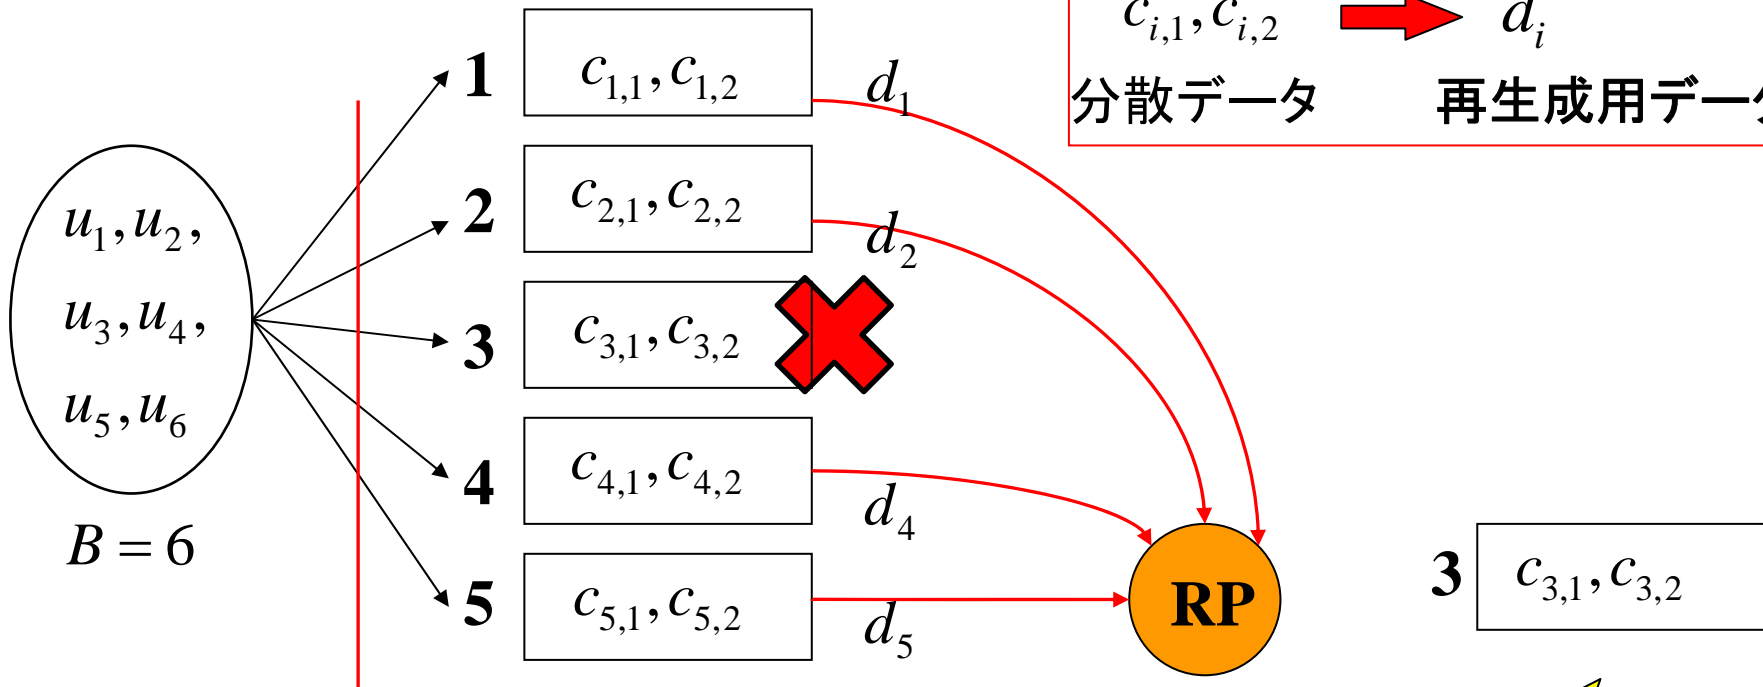 c_{i,1}, c_{i,2} d_i
分散データ 再生成用データ
u_1, u_2,
u_3, u_4,
u_5, u_6
B = 6
1 c_{1,1}, c_{1,2} d_1
2 c_{2,1}, c_{2,2} d_2
3 c_{3,1}, c_{3,2}
4 c_{4,1}, c_{4,2} d_4
5 c_{5,1}, c_{5,2} d_5
RP
3 c_{3,1}, c_{3,2}